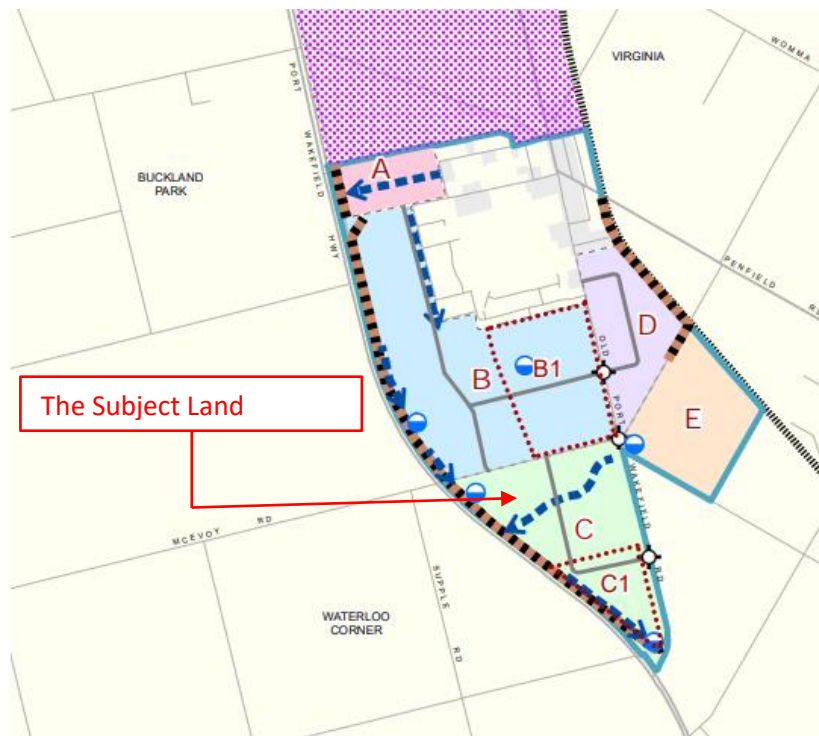 WOMMA
VIRGINIA
PORT
WAKEFIELD
HWY
BUCKLAND
PARK
A
PENFIELD
RD
D
OLD
B
B1
PORT
WAKEFIELD
RD
E
The Subject Land
C
C1
MCEVOY RD
SUPPLE
RD
WATERLOO
CORNER